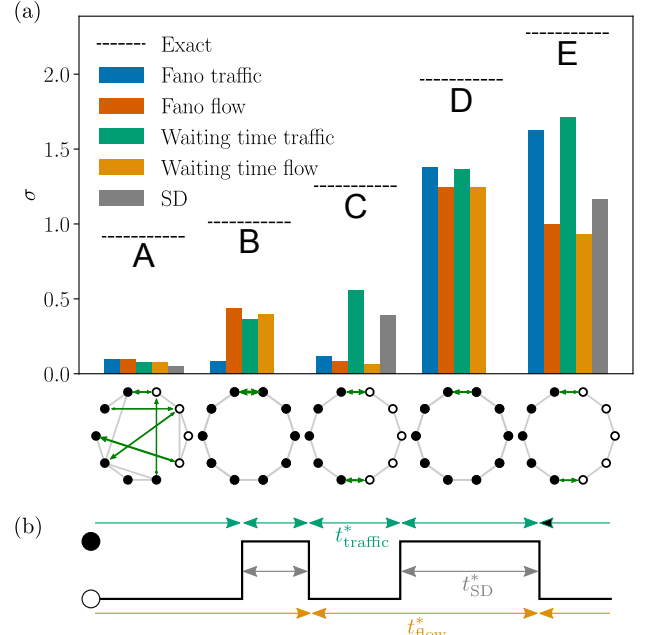 (a)
Exact
Fano traffic
Fano flow
Waiting time traffic
Waiting time flow
SD
σ
2.0
1.5
1.0
0.5
0.0
A
B
C
D
E
(b)
t*traffic
t*SD
t*flow